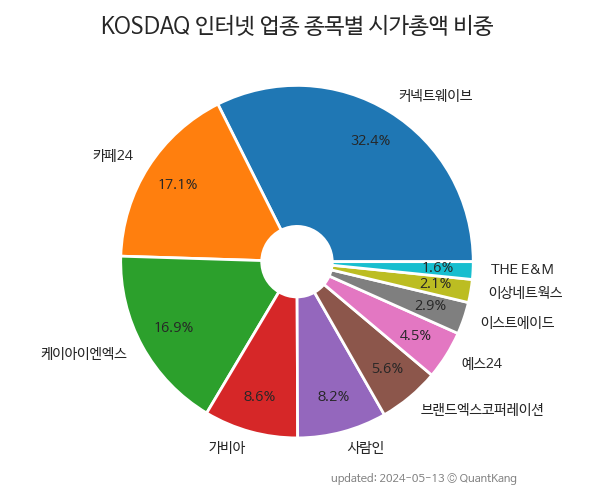 KOSDAQ 인터넷 업종 종목별 시가총액 비중
커넥트웨이브
32.4%
카페24
17.1%
케이아이엔엑스
16.9%
가비아
8.6%
사람인
8.2%
브랜드엑스코퍼레이션
5.6%
예스24
4.5%
이스트에이드
2.9%
이상네트웍스
2.1%
THE E&M
1.6%
updated: 2024-05-13 © QuantKang